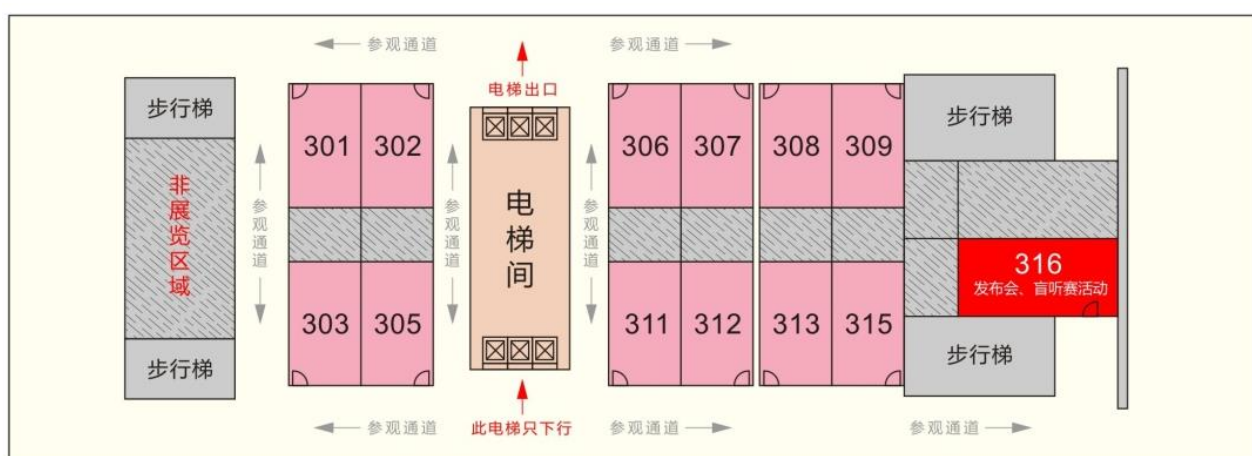 参观通道
参观通道
电梯出口
步行梯
301
302
306
307
308
309
步行梯
非展览区域
参观通道
参观通道
电梯间
参观通道
316
发布会、盲听赛活动
303
305
311
312
313
315
步行梯
步行梯
参观通道
此电梯只下行
参观通道
参观通道